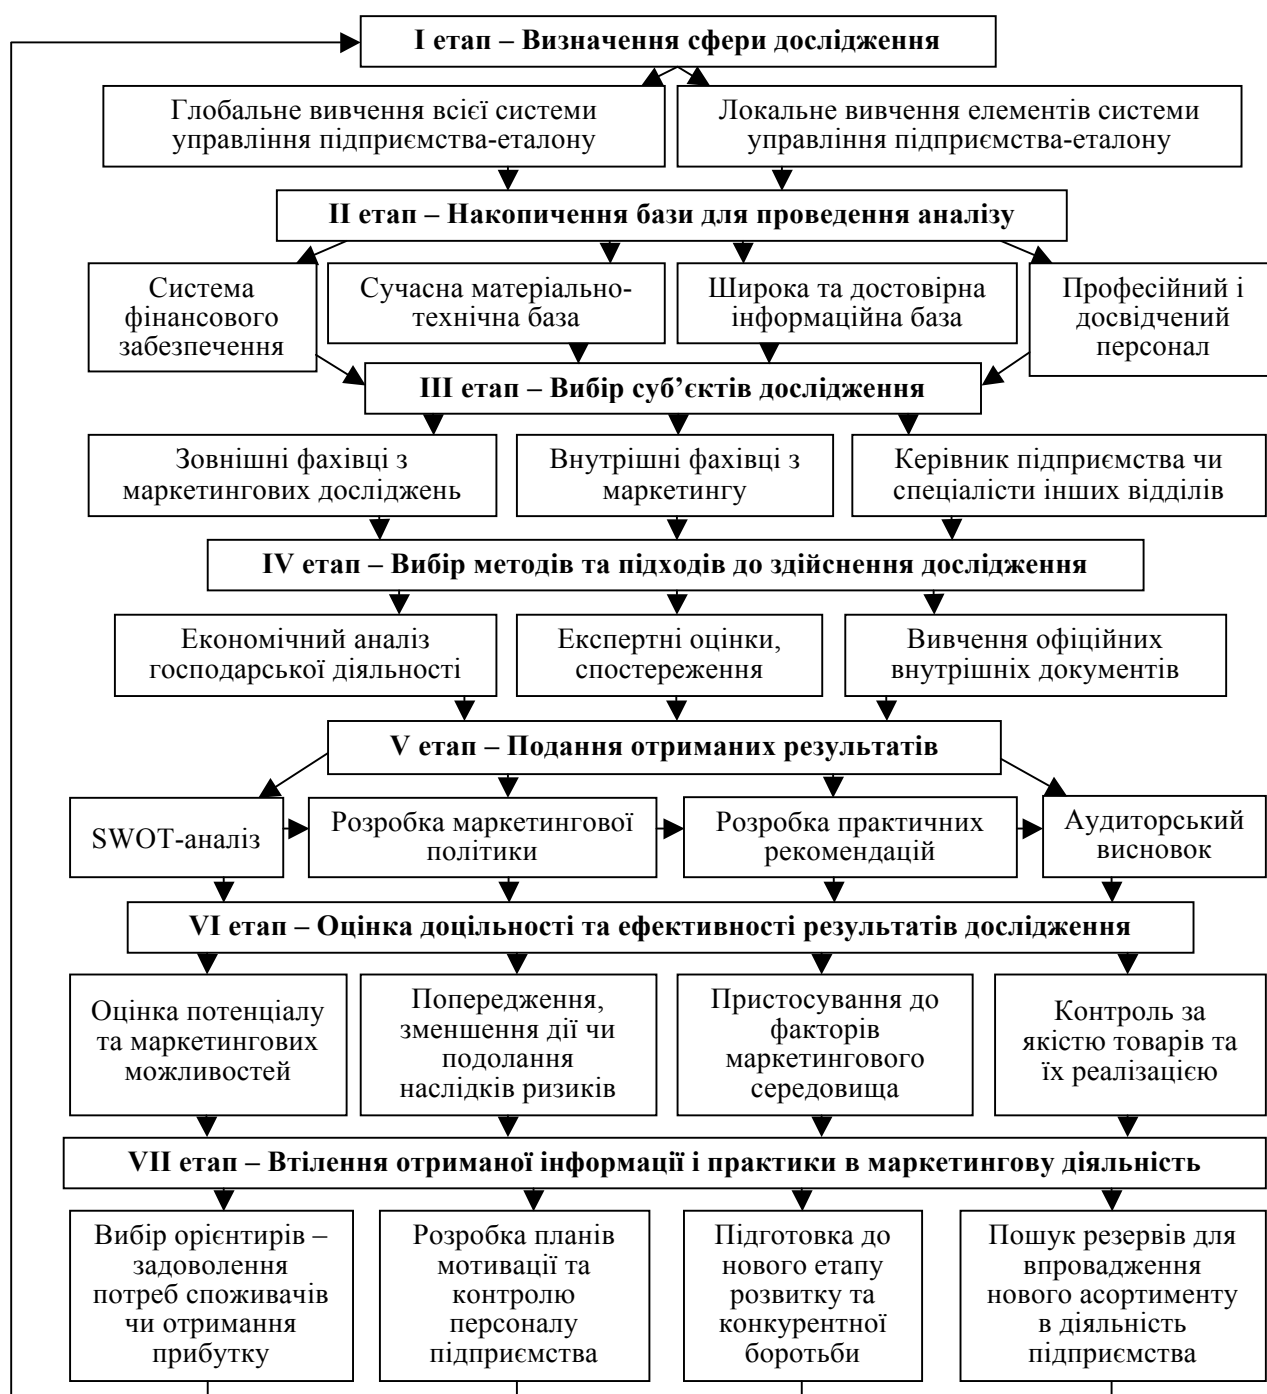 І етап – Визначення сфери дослідження
Глобальне вивчення всієї системи
управління підприємства-еталону
Локальне вивчення елементів системи
управління підприємства-еталону
ІІ етап – Накопичення бази для проведення аналізу
Система
фінансового
забезпечення
Сучасна матеріально-
технічна база
Широка та достовірна
інформаційна база
Професійний і
досвідчений
персонал
ІІІ етап – Вибір суб’єктів дослідження
Зовнішні фахівці з
маркетингових досліджень
Внутрішні фахівці з
маркетингу
Керівник підприємства чи
спеціалісти інших відділів
IV етап – Вибір методів та підходів до здійснення дослідження
Економічний аналіз
господарської діяльності
Експертні оцінки,
спостереження
Вивчення офіційних
внутрішніх документів
V етап – Подання отриманих результатів
SWOT-аналіз
Розробка маркетингової
політики
Розробка практичних
рекомендацій
Аудиторський
висновок
VI етап – Оцінка доцільності та ефективності результатів дослідження
Оцінка потенціалу
та маркетингових
можливостей
Попередження,
зменшення дії чи
подолання
наслідків ризиків
Пристосування до
факторів
маркетингового
середовища
Контроль за
якістю товарів та
їх реалізацією
VII етап – Втілення отриманої інформації і практики в маркетингову діяльність
Вибір орієнтирів –
задоволення
потреб споживачів
чи отримання
прибутку
Розробка планів
мотивації та
контролю
персоналу
підприємства
Підготовка до
нового етапу
розвитку та
конкурентної
боротьби
Пошук резервів для
впровадження
нового асортименту
в діяльність
підприємства